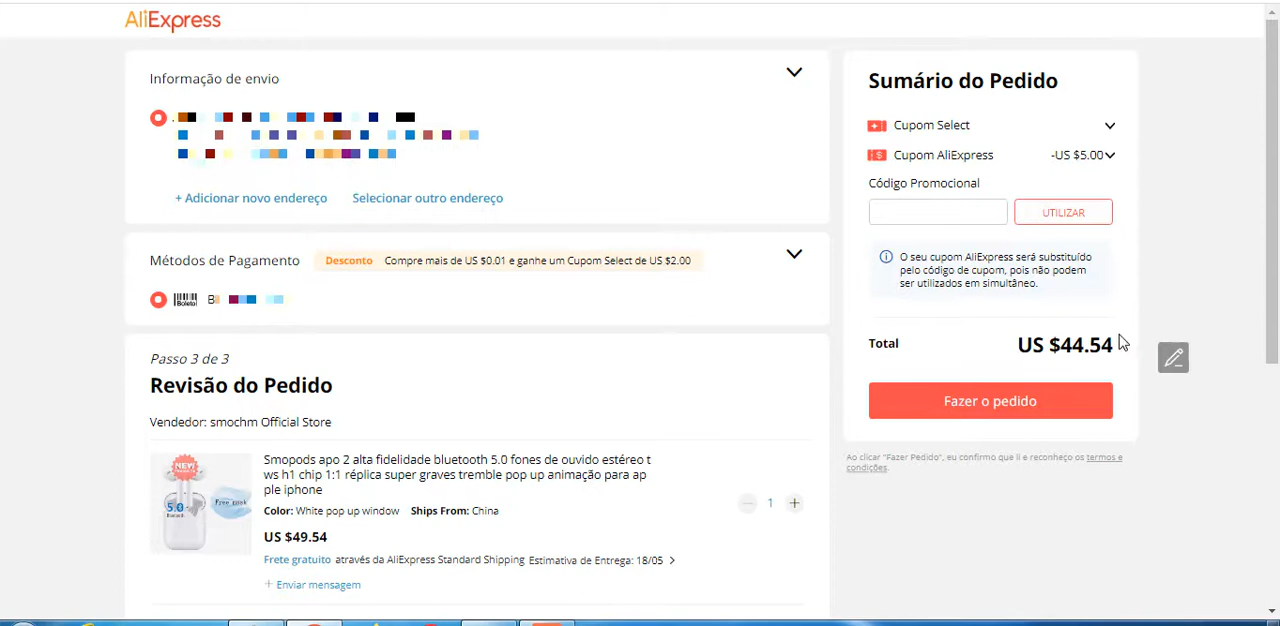 AliExpress
Informação de envio
+ Adicionar novo endereço Selecionar outro endereço
Métodos de Pagamento Desconto Compre mais de US $0.01 e ganhe um Cupom Select de US $2.00
Boleto B
Passo 3 de 3
Revisão do Pedido
Vendedor: smochm Official Store
NEW
5.0
Smopods apo 2 alta fidelidade bluetooth 5.0 fones de ouvido estéreo t
ws h1 chip 1:1 réplica super graves tremble pop up animação para ap
ple iphone
Color: White pop up window Ships From: China
1
US $49.54
Frete gratuito através da AliExpress Standard Shipping Estimativa de Entrega: 18/05
+ Enviar mensagem
Sumário do Pedido
Cupom Select
Cupom AliExpress -US $5.00
Código Promocional
UTILIZAR
O seu cupom AliExpress será substituído
pelo código de cupom, pois não podem
ser utilizados em simultâneo.
Total US $44.54
Fazer o pedido
Ao clicar "Fazer Pedido", eu confirmo que li e reconheço os termos e
condições.